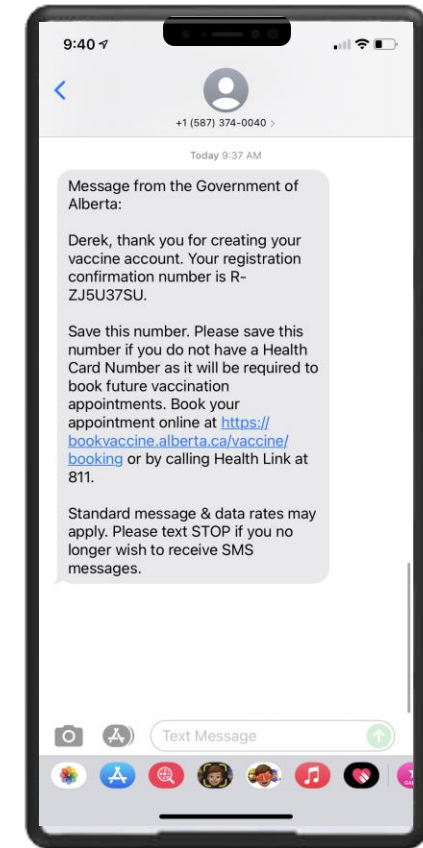 9:40
+1 (587) 374-0040 >
Today 9:37 AM
Message from the Government of
Alberta:
Derek, thank you for creating your
vaccine account. Your registration
confirmation number is R-
ZJ5U37SU.
Save this number. Please save this
number if you do not have a Health
Card Number as it will be required to
book future vaccination
appointments. Book your
appointment online at https://
bookvaccine.alberta.ca/vaccine/
booking or by calling Health Link at
811.
Standard message & data rates may
apply. Please text STOP if you no
longer wish to receive SMS
messages.
Text Message